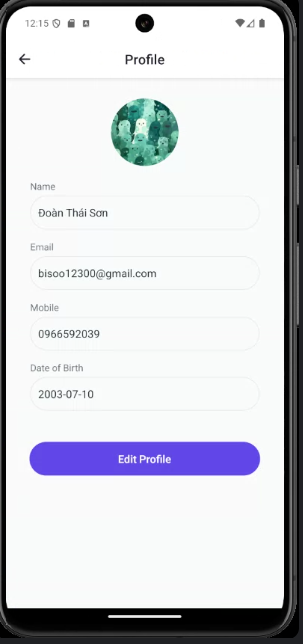 12:15
Profile
Name
Đoàn Thái Sơn
Email
bisoo12300@gmail.com
Mobile
0966592039
Date of Birth
2003-07-10
Edit Profile